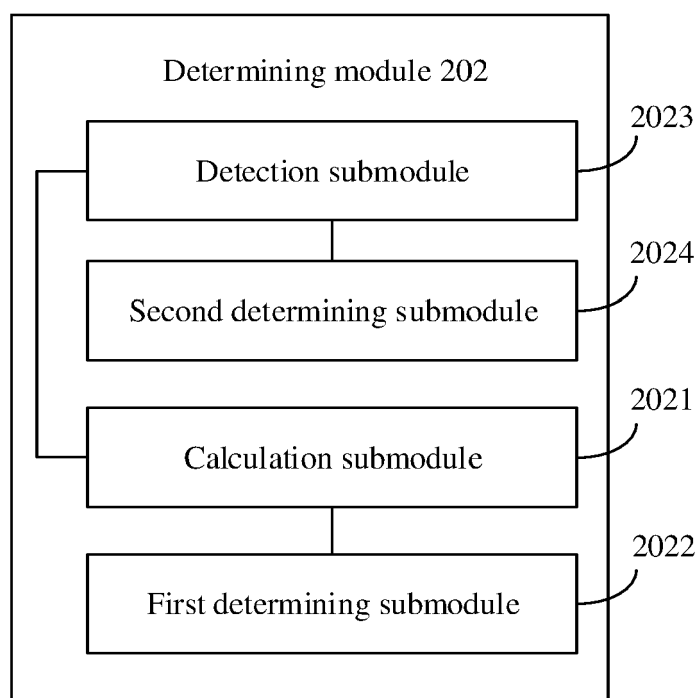 Determining module 202
2023
Detection submodule
2024
Second determining submodule
2021
Calculation submodule
2022
First determining submodule